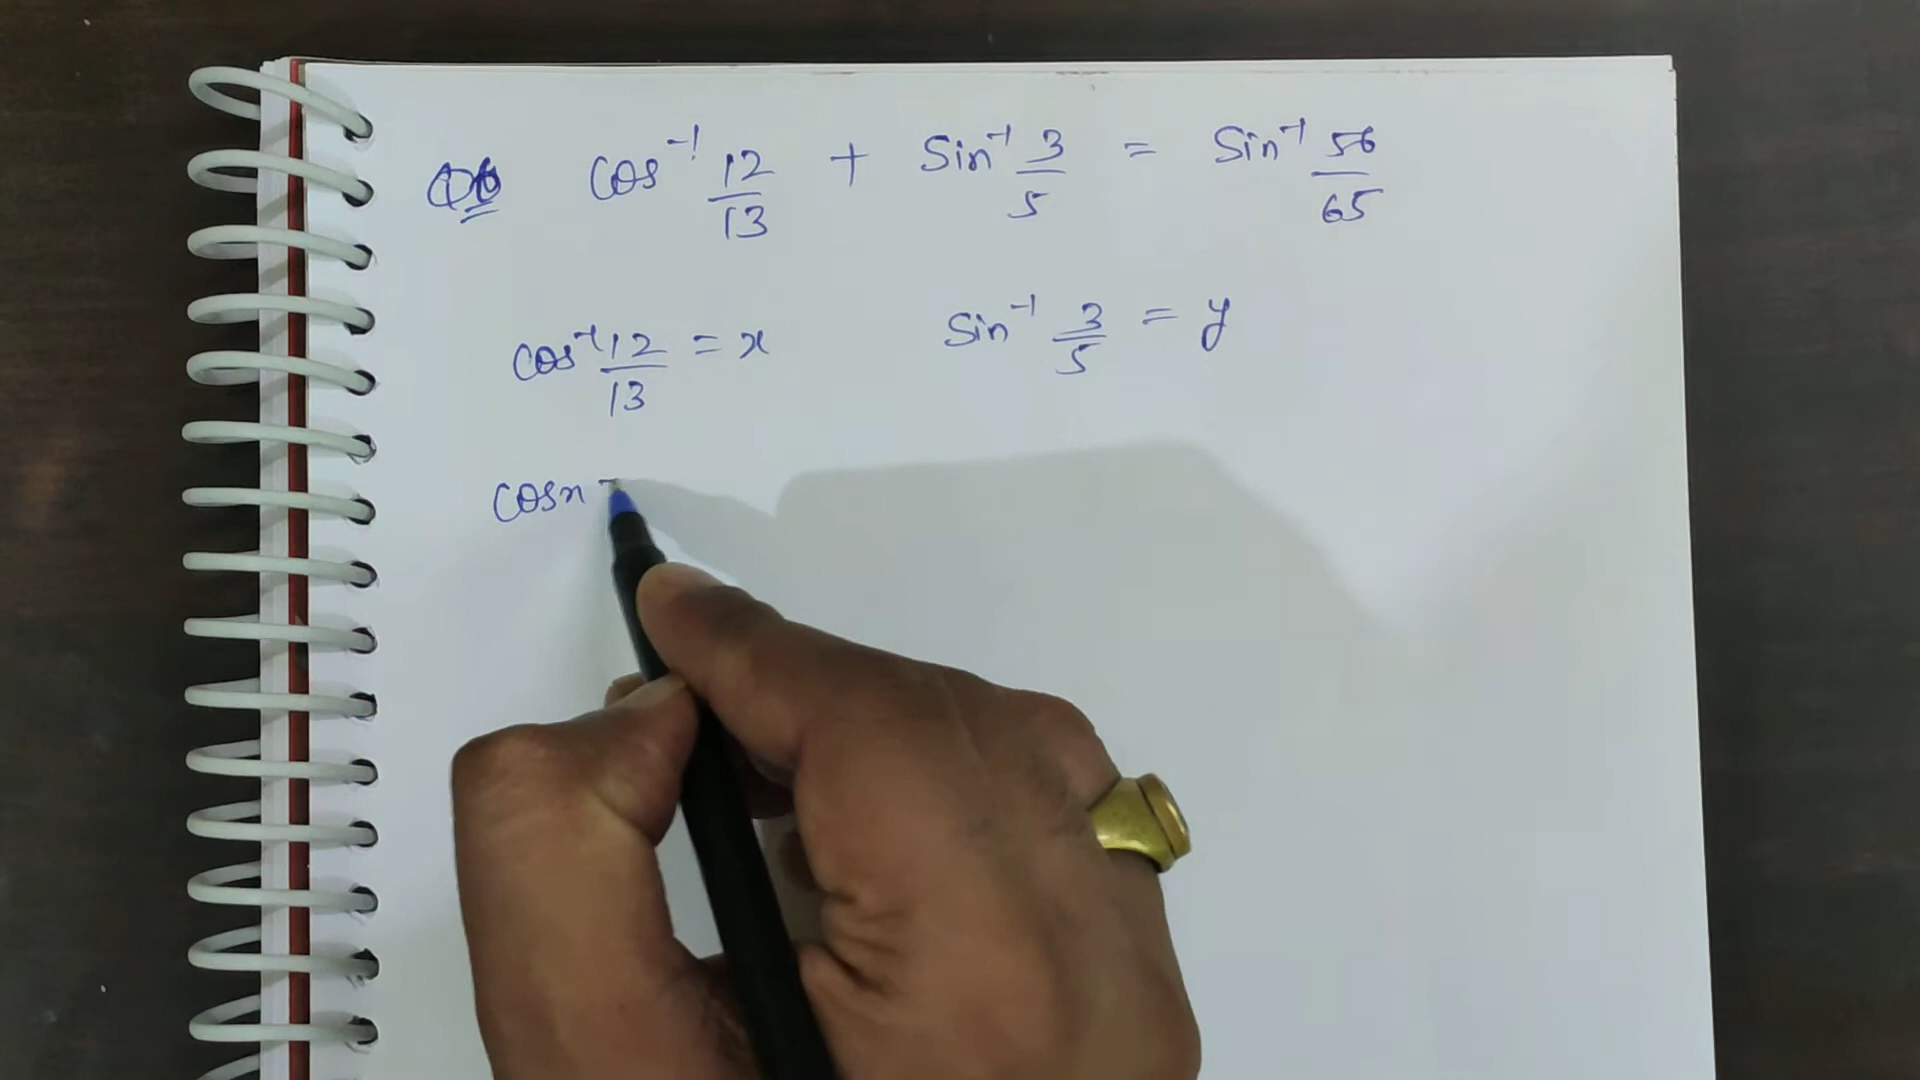 Q6 cos⁻¹ 12/13 + Sin⁻¹ 3/5 = Sin⁻¹ 56/65
cos⁻¹ 12/13 = x Sin⁻¹ 3/5 = y
cosx =